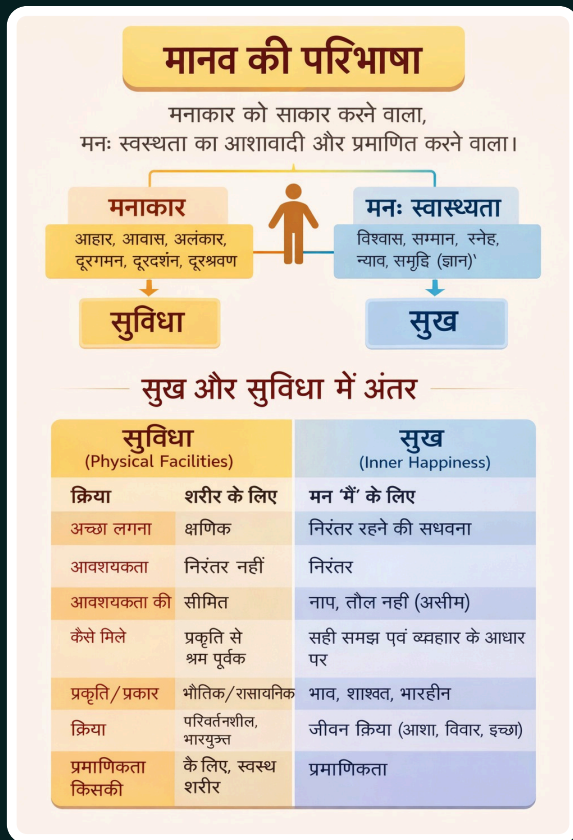 मानव की परिभाषा
मनाकार को साकार करने वाला,
मनः स्वस्थता का आशावादी और प्रमाणित करने वाला।
मनाकार
आहार, आवास, अलंकार,
दूरगमन, दूरदर्शन, दूरश्रवण
सुविधा
मनः स्वास्थ्यता
विश्वास, सम्मान, स्नेह,
न्याव, समृद्दि (ज्ञान)'
सुख
सुख और सुविधा में अंतर
सुविधा
(Physical Facilities)
सुख
(Inner Happiness)
क्रिया शरीर के लिए मन 'मैं' के लिए
अच्छा लगना क्षणिक निरंतर रहने की सधवना
आवशयकता निरंतर नहीं निरंतर
आवशयकता की सीमित नाप, तौल नही (असीम)
कैसे मिले प्रकृति से सही समझ एवं व्यवहाार के आधार
श्रम पूर्वक पर
प्रकृति/प्रकार भौतिक/रासायनिक भाव, शाश्वत, भारहीन
क्रिया परिवर्तनशील, जीवन क्रिया (आशा, विवार, इच्छा)
भारयुक्त
प्रमाणिकता के लिए, स्वस्थ प्रमाणिकता
किसकी शरीर